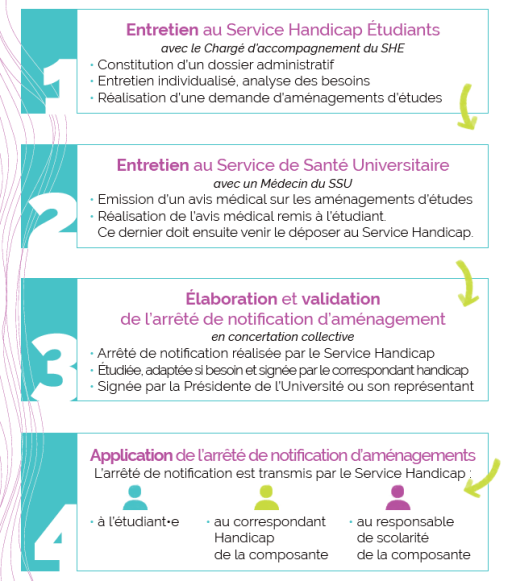 1
Entretien au Service Handicap Étudiants
avec le Chargé d'accompagnement du SHE
• Constitution d'un dossier administratif
• Entretien individualisé, analyse des besoins
• Réalisation d'une demande d'aménagements d'études
2
Entretien au Service de Santé Universitaire
avec un Médecin du SSU
• Emission d'un avis médical sur les aménagements d'études
• Réalisation de l'avis médical remis à l'étudiant.
Ce dernier doit ensuite venir le déposer au Service Handicap.
3
Élaboration et validation
de l'arrêté de notification d'aménagement
en concertation collective
• Arrêté de notification réalisée par le Service Handicap
• Étudiée, adaptée si besoin et signée par le correspondant handicap
• Signée par la Présidente de l'Université ou son représentant
4
Application de l'arrêté de notification d'aménagements
L'arrêté de notification est transmis par le Service Handicap :
• à l'étudiant•e
• au correspondant
Handicap
de la composante
• au responsable
de scolarité
de la composante